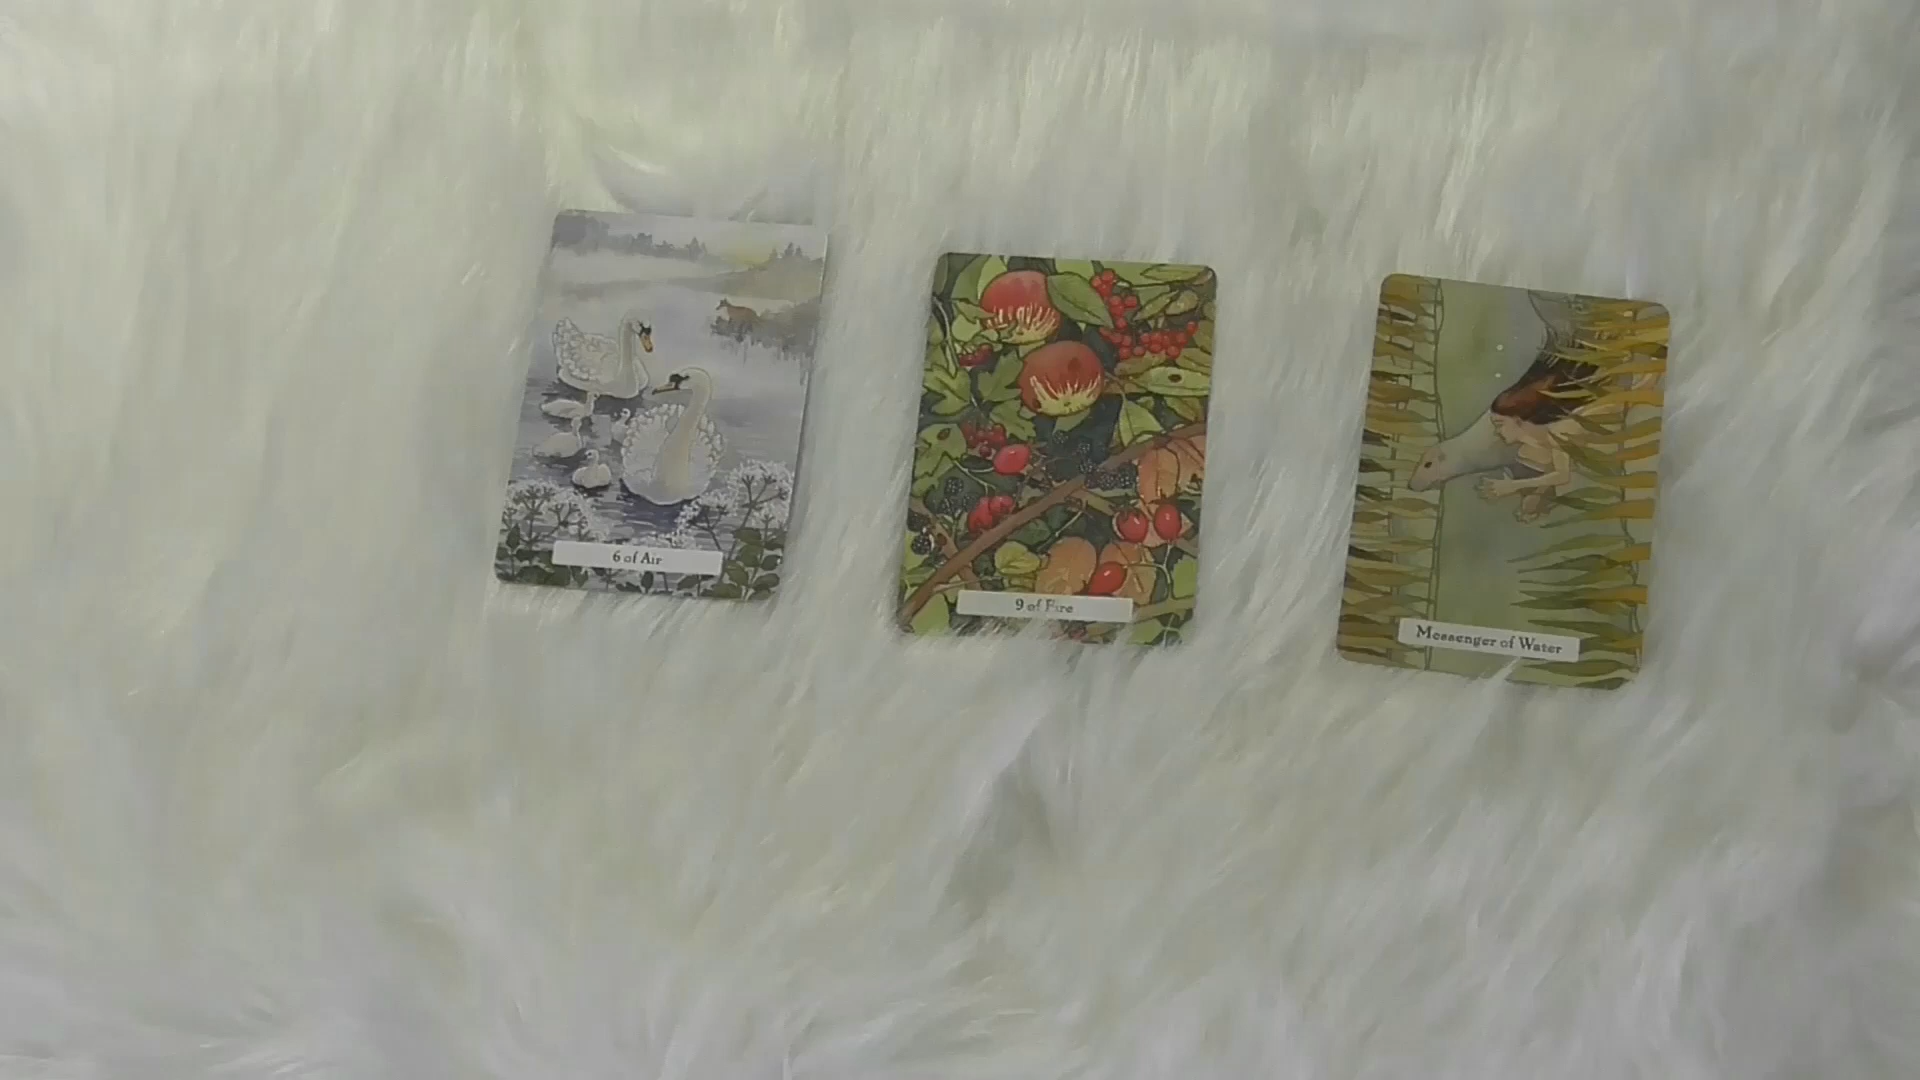 6 of Air
9 of Fire
Messenger of Water